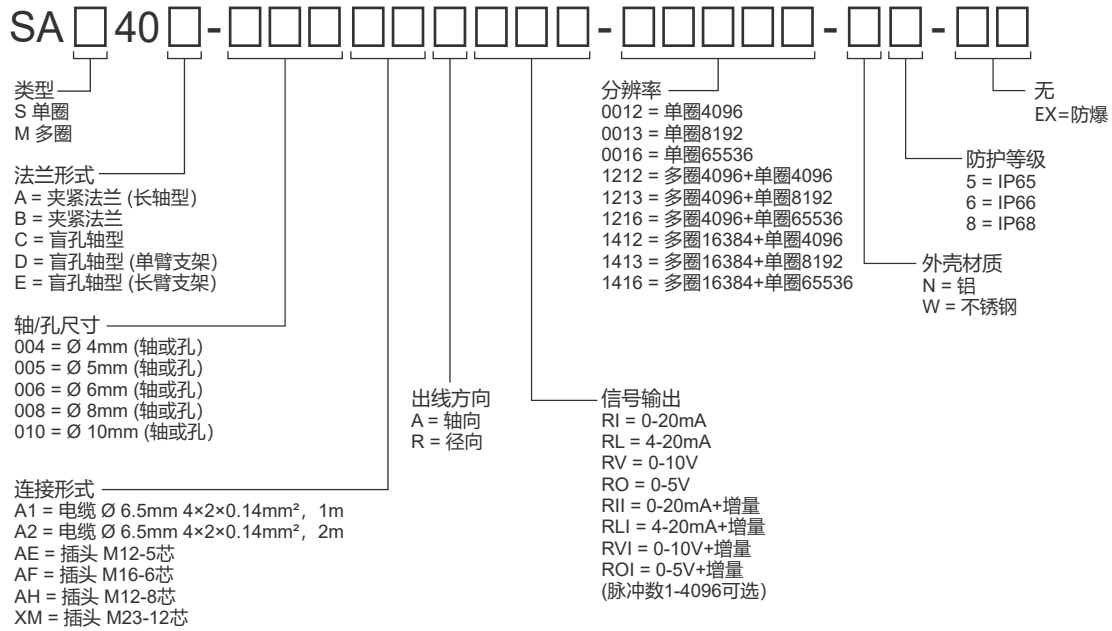 SA□40□-□□□□□□□□□-□□□□□-□□-□□
类型
S 单圈
M 多圈
法兰形式
A = 夹紧法兰 (长轴型)
B = 夹紧法兰
C = 盲孔轴型
D = 盲孔轴型 (单臂支架)
E = 盲孔轴型 (长臂支架)
轴/孔尺寸
004 = Ø 4mm (轴或孔)
005 = Ø 5mm (轴或孔)
006 = Ø 6mm (轴或孔)
008 = Ø 8mm (轴或孔)
010 = Ø 10mm (轴或孔)
连接形式
A1 = 电缆 Ø 6.5mm 4×2×0.14mm², 1m
A2 = 电缆 Ø 6.5mm 4×2×0.14mm², 2m
AE = 插头 M12-5芯
AF = 插头 M16-6芯
AH = 插头 M12-8芯
XM = 插头 M23-12芯
出线方向
A = 轴向
R = 径向
信号输出
RI = 0-20mA
RL = 4-20mA
RV = 0-10V
RO = 0-5V
RII = 0-20mA+增量
RLI = 4-20mA+增量
RVI = 0-10V+增量
ROI = 0-5V+增量
(脉冲数1-4096可选)
分辨率
0012 = 单圈4096
0013 = 单圈8192
0016 = 单圈65536
1212 = 多圈4096+单圈4096
1213 = 多圈4096+单圈8192
1216 = 多圈4096+单圈65536
1412 = 多圈16384+单圈4096
1413 = 多圈16384+单圈8192
1416 = 多圈16384+单圈65536
外壳材质
N = 铝
W = 不锈钢
防护等级
5 = IP65
6 = IP66
8 = IP68
无
EX=防爆